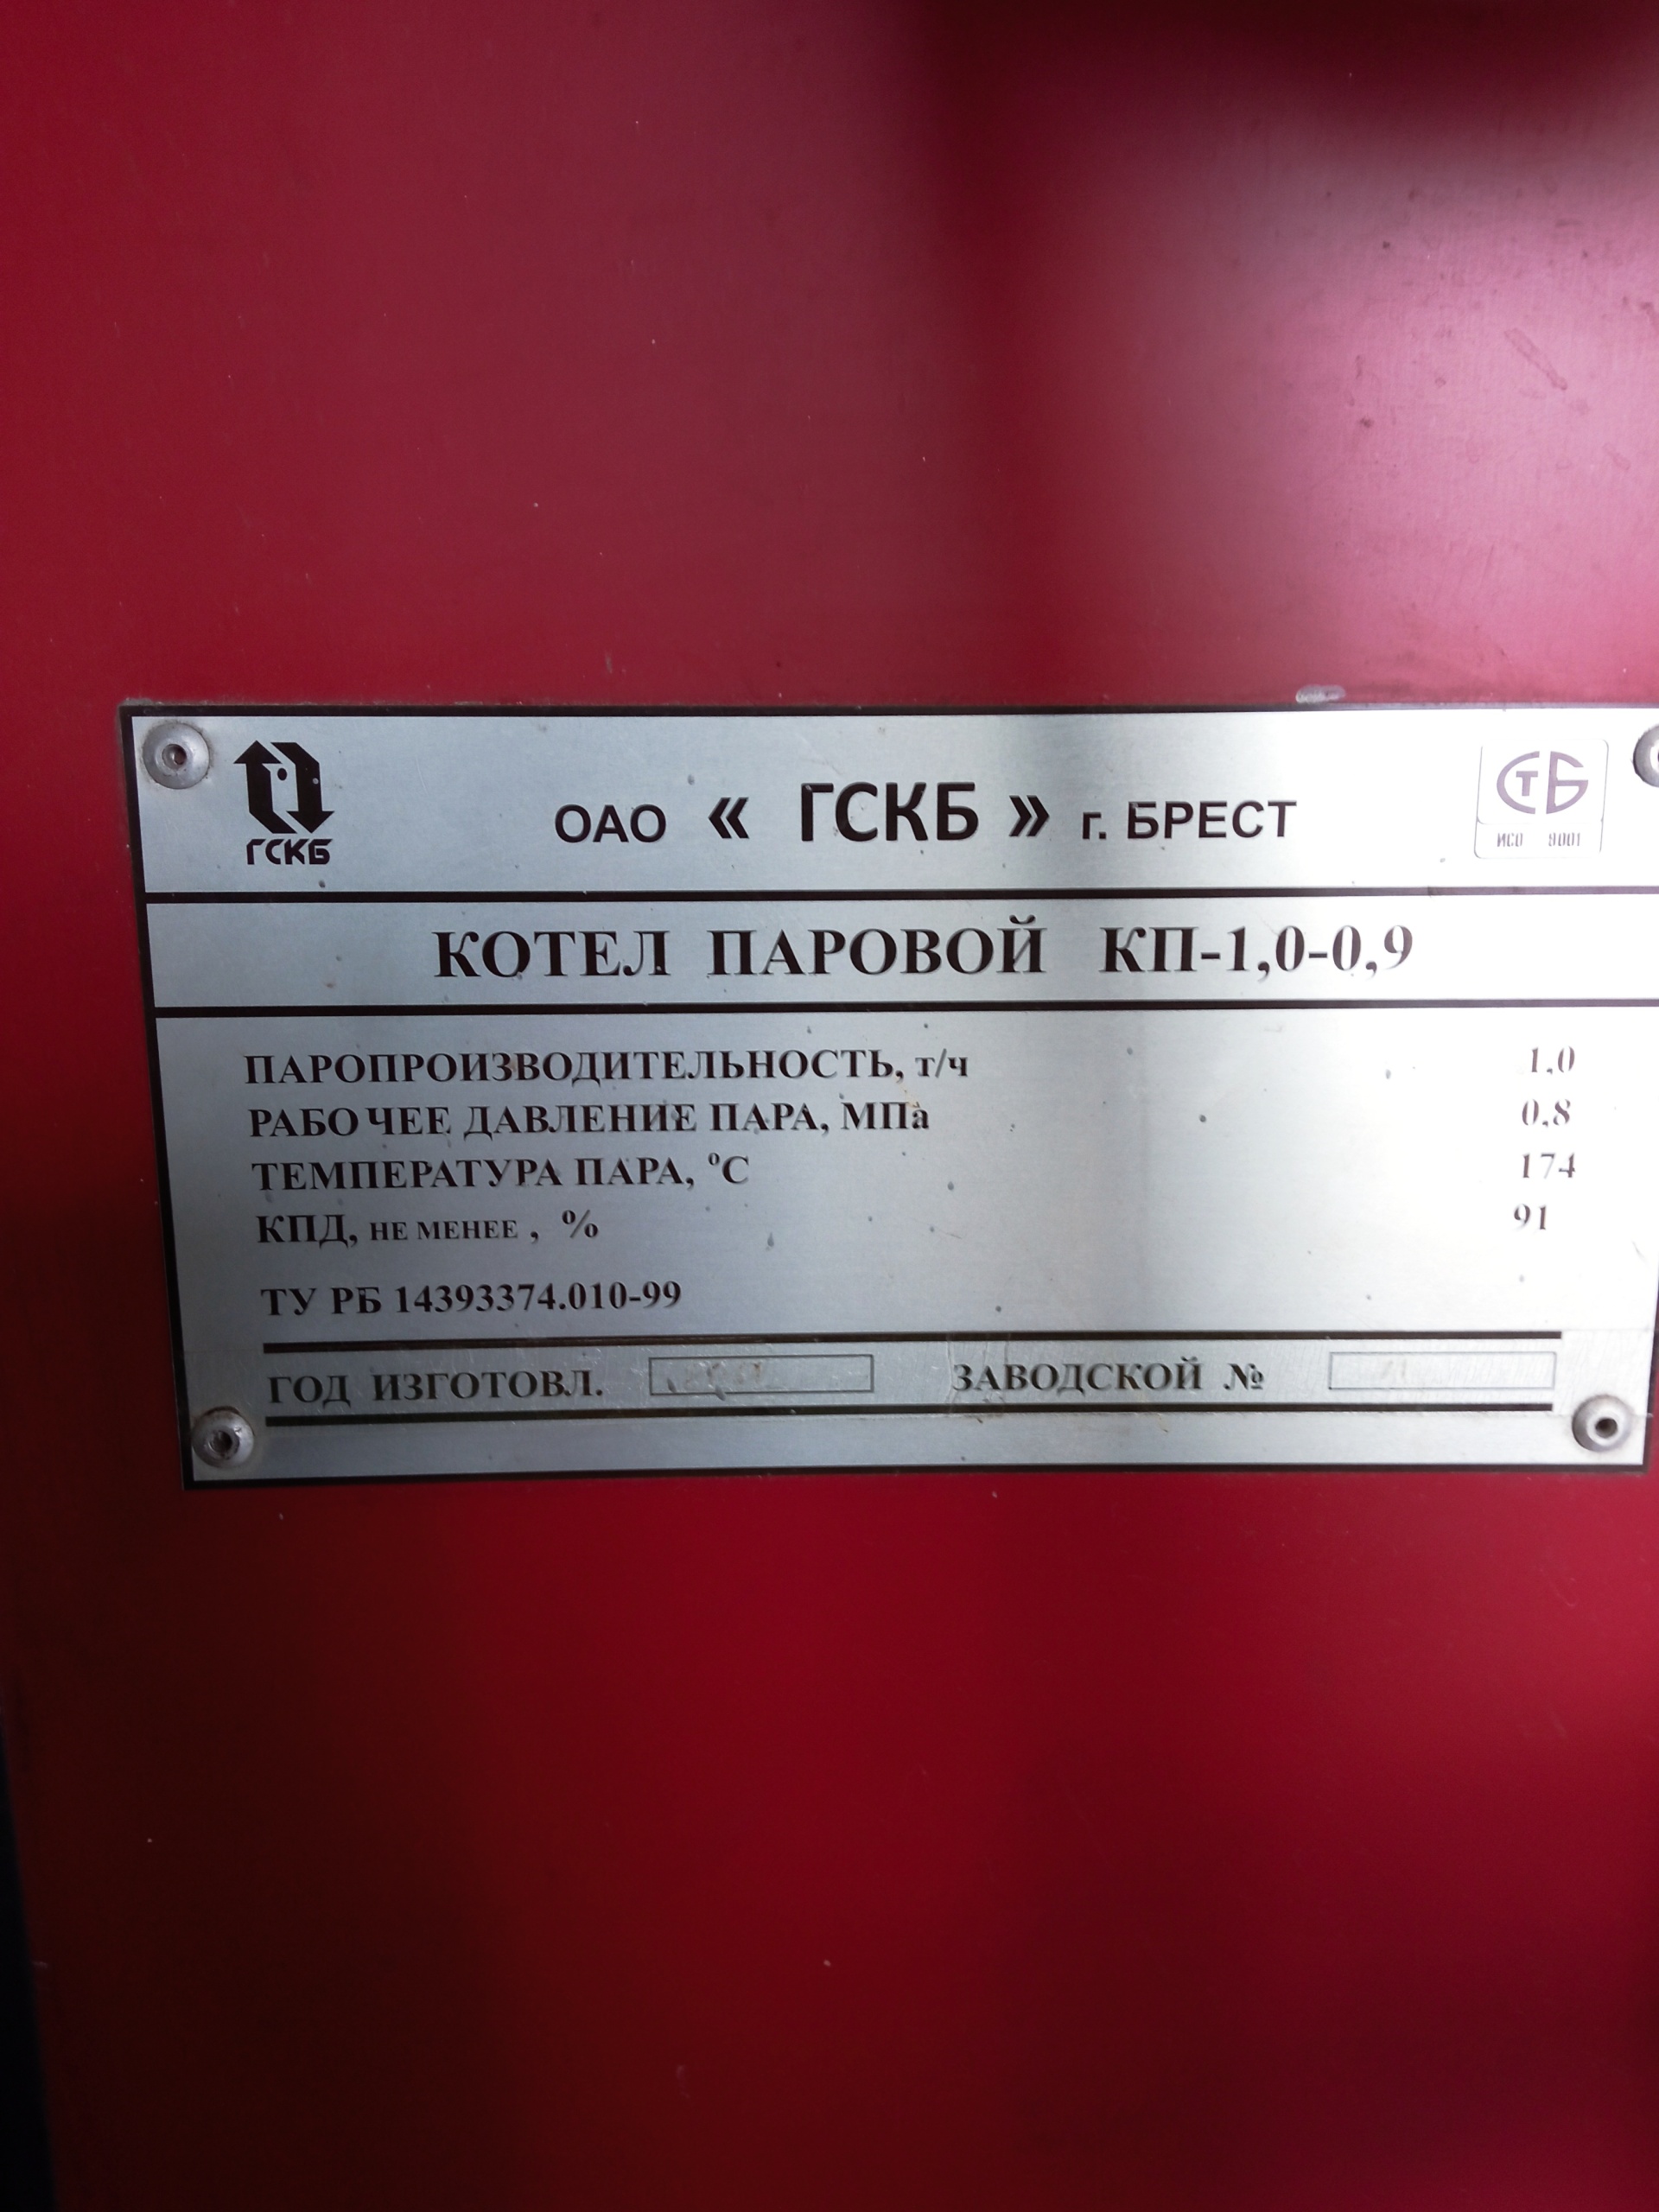 ГСКБ
ОАО « ГСКБ » г. БРЕСТ
СТБ
ИСО 9001
КОТЕЛ ПАРОВОЙ КП-1,0-0,9
ПАРОПРОИЗВОДИТЕЛЬНОСТЬ, т/ч 1,0
РАБОЧЕЕ ДАВЛЕНИЕ ПАРА, МПа 0,8
ТЕМПЕРАТУРА ПАРА, °С 174
КПД, НЕ МЕНЕЕ , % 91
ТУ РБ 14393374.010-99
ГОД ИЗГОТОВЛ. ЗАВОДСКОЙ №